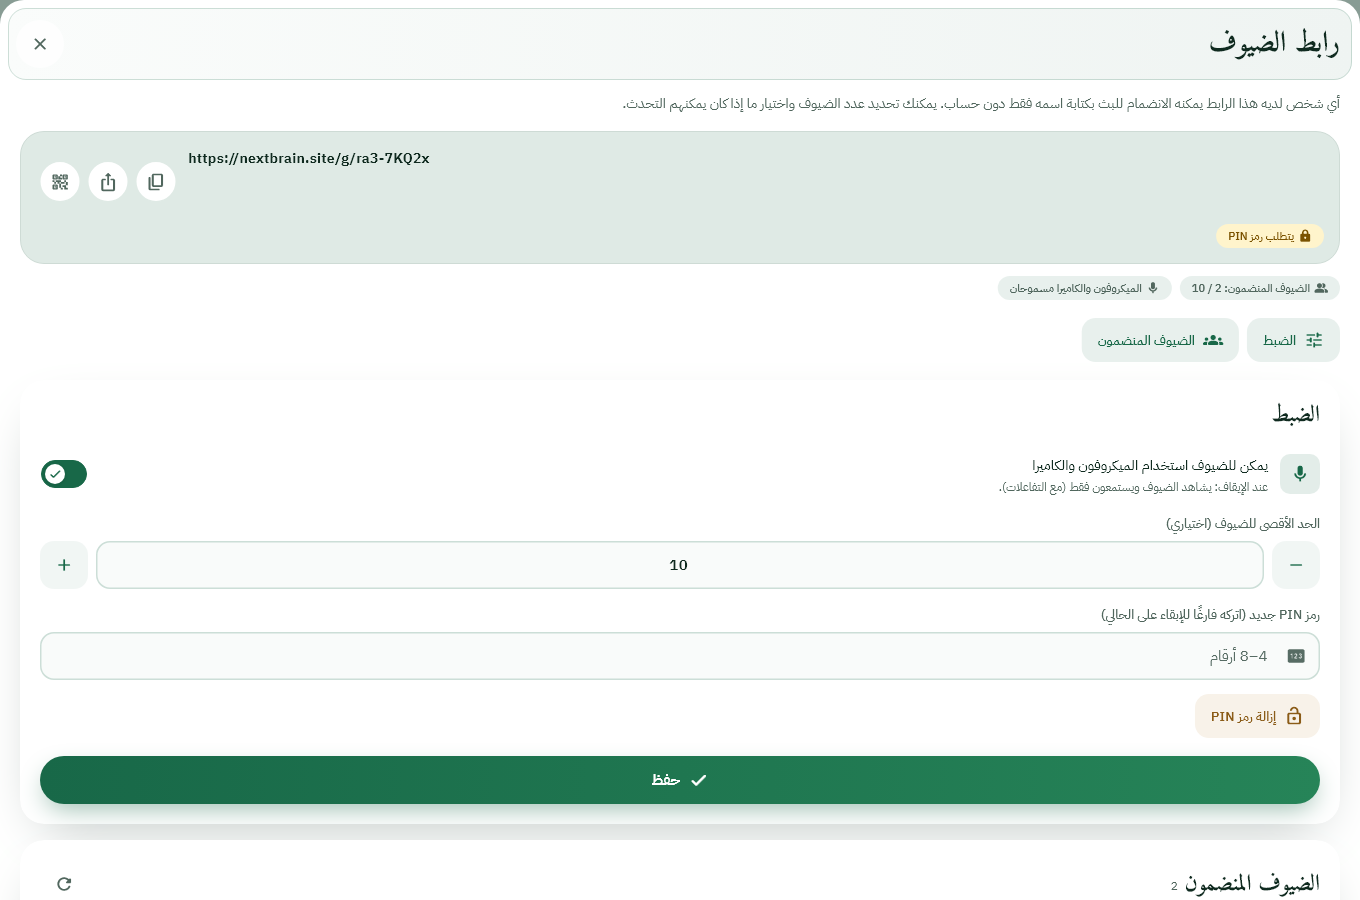 رابط الضيوف
أي شخص لديه هذا الرابط يمكنه الانضمام للبث بكتابة اسمه فقط دون حساب. يمكنك تحديد عدد الضيوف واختيار ما إذا كان يمكنهم التحدث.
https://nextbrain.site/g/ra3-7KQ2x
يتطلب رمز PIN
الضيوف المنضمون: 2 / 10
الميكروفون والكاميرا مسموحان
الضبط
الضيوف المنضمون
الضبط
يمكن للضيوف استخدام الميكروفون والكاميرا
عند الإيقاف: يشاهد الضيوف ويستمعون فقط (مع التفاعلات).
الحد الأقصى للضيوف (اختياري)
10
رمز PIN جديد (اتركه فارغًا للإبقاء على الحالي)
4–8 أرقام
إزالة رمز PIN
حفظ
الضيوف المنضمون 2